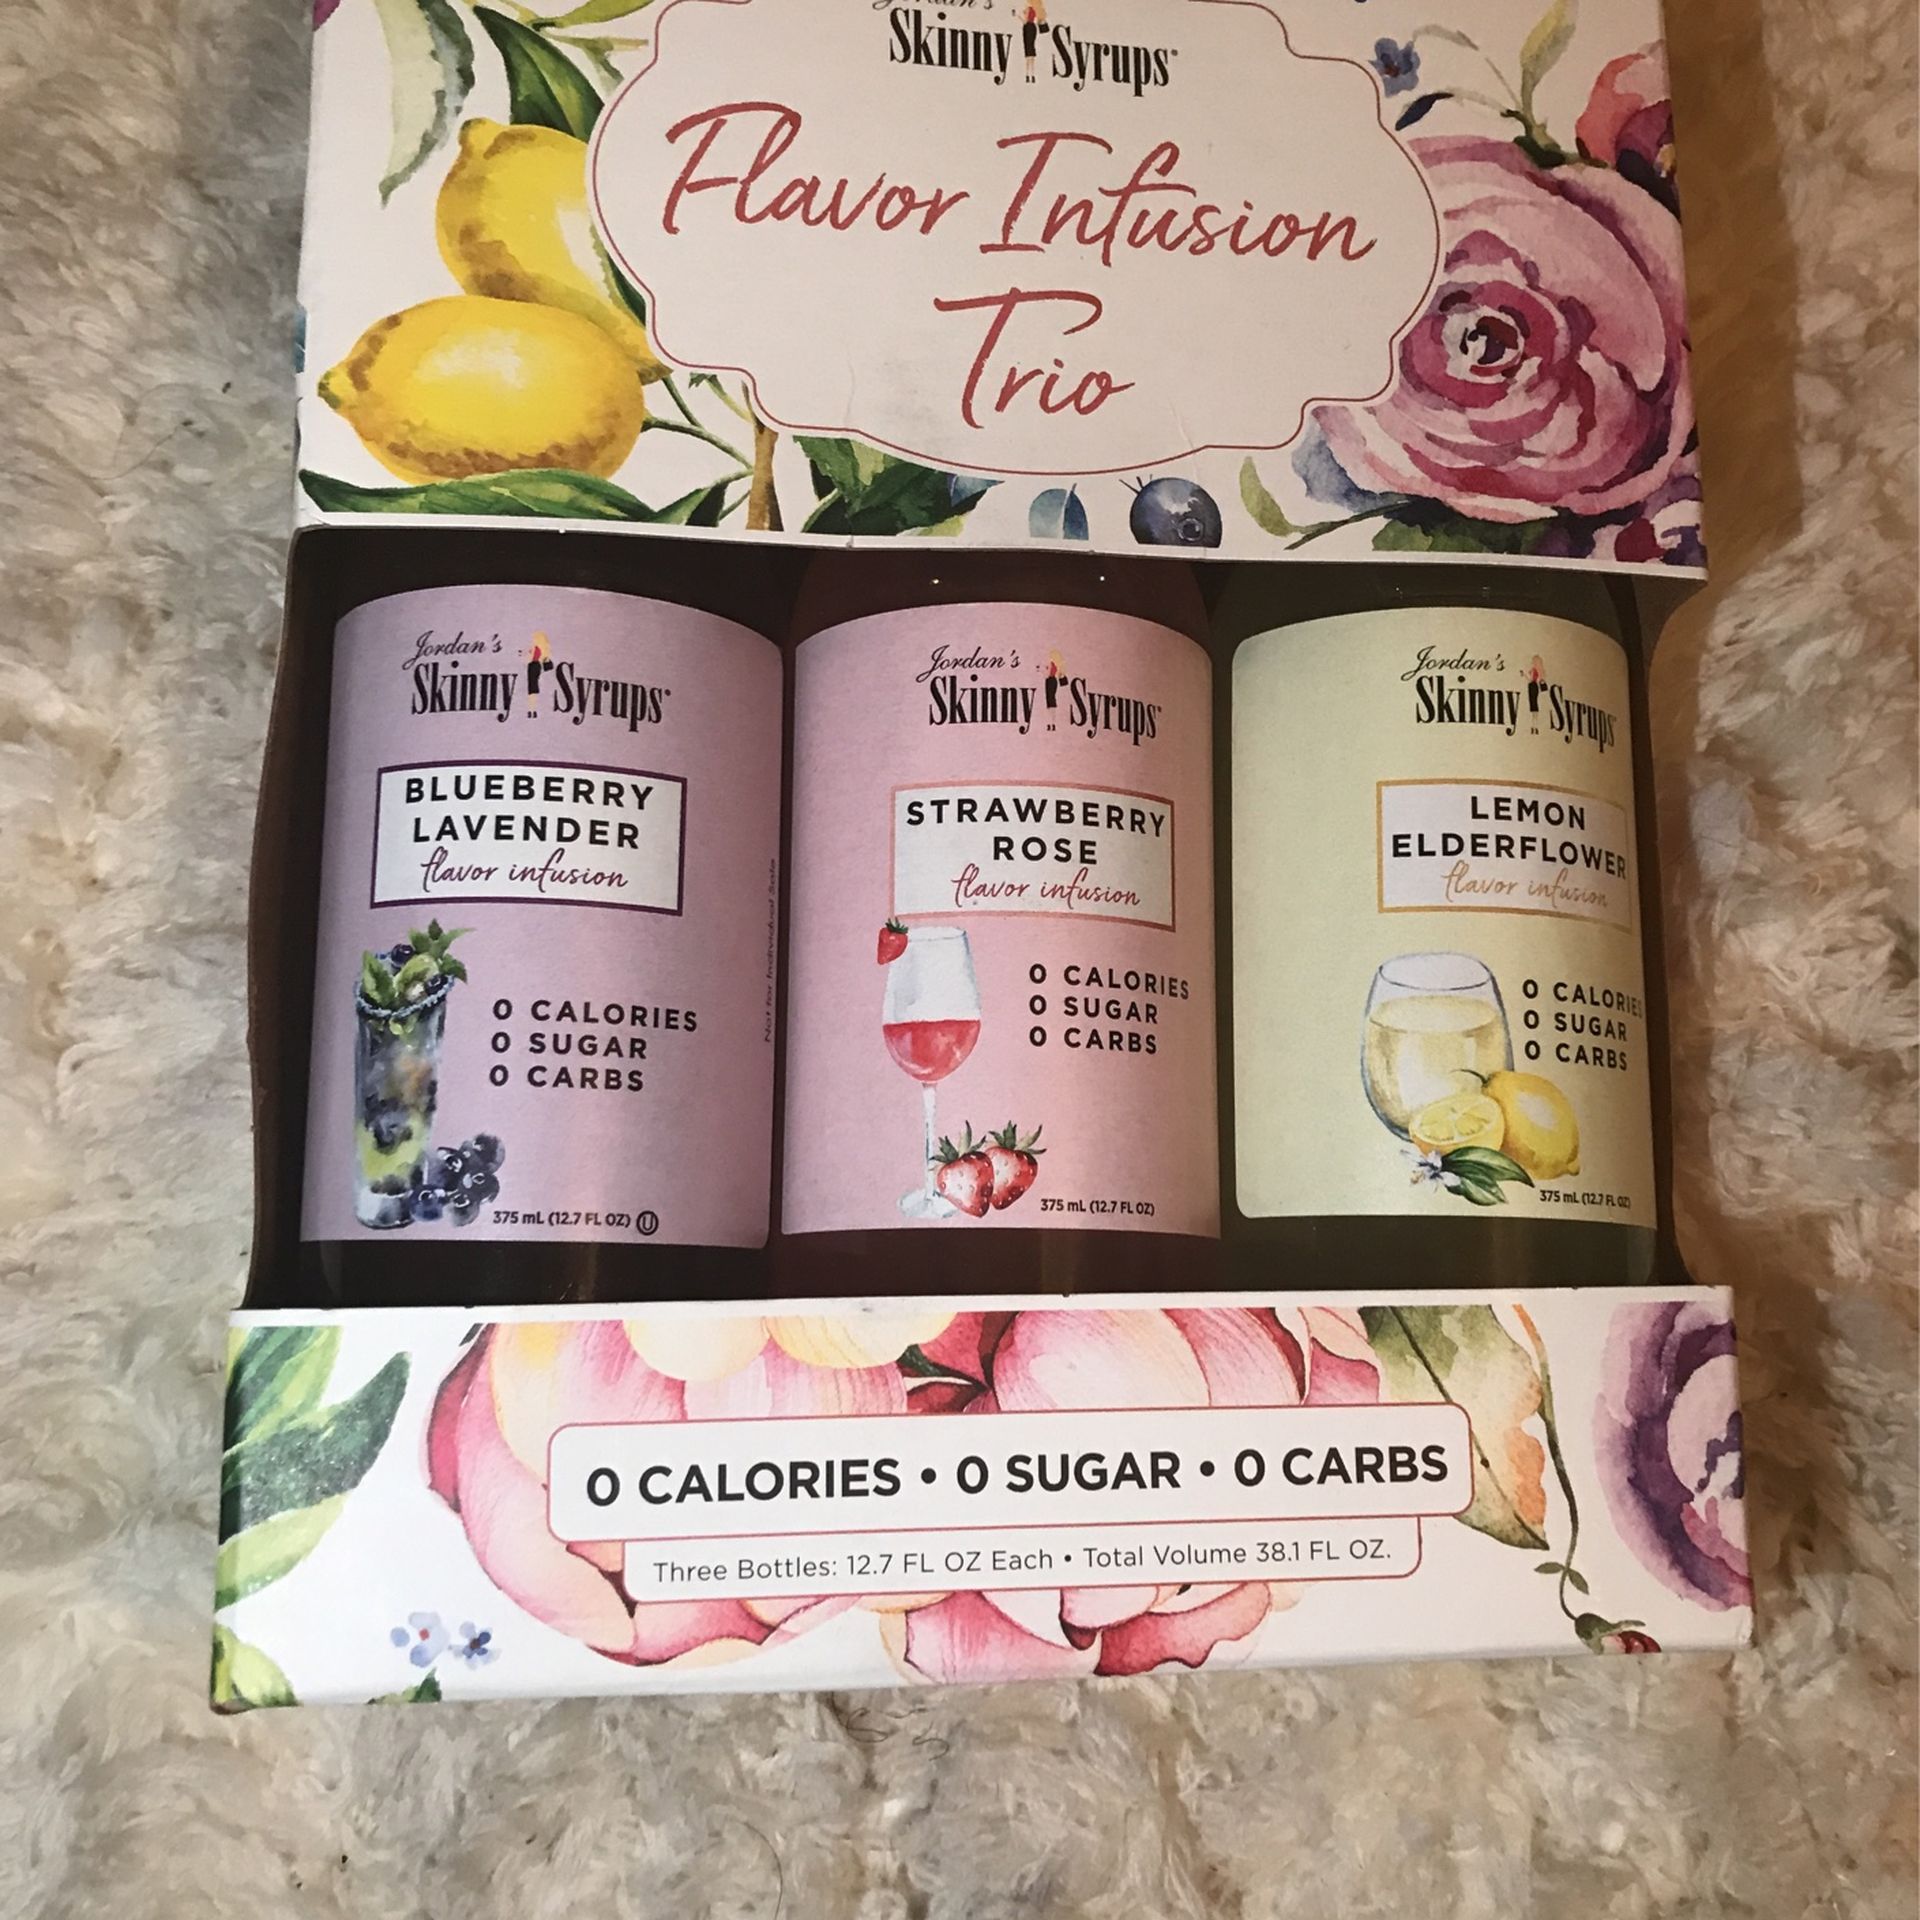 Jordan's
Skinny Syrups
Flavor Infusion
Trio
Jordan's
Skinny Syrups
BLUEBERRY
LAVENDER
flavor infusion
0 CALORIES
0 SUGAR
0 CARBS
375 mL (12.7 FL OZ) U
Not for Individual Sale
Jordan's
Skinny Syrups
STRAWBERRY
ROSE
flavor infusion
0 CALORIES
0 SUGAR
0 CARBS
375 mL (12.7 FL OZ)
Jordan's
Skinny Syrups
LEMON
ELDERFLOWER
flavor infusion
0 CALORIES
0 SUGAR
0 CARBS
375 mL (12.7 FL OZ)
0 CALORIES • 0 SUGAR • 0 CARBS
Three Bottles: 12.7 FL OZ Each • Total Volume 38.1 FL OZ.